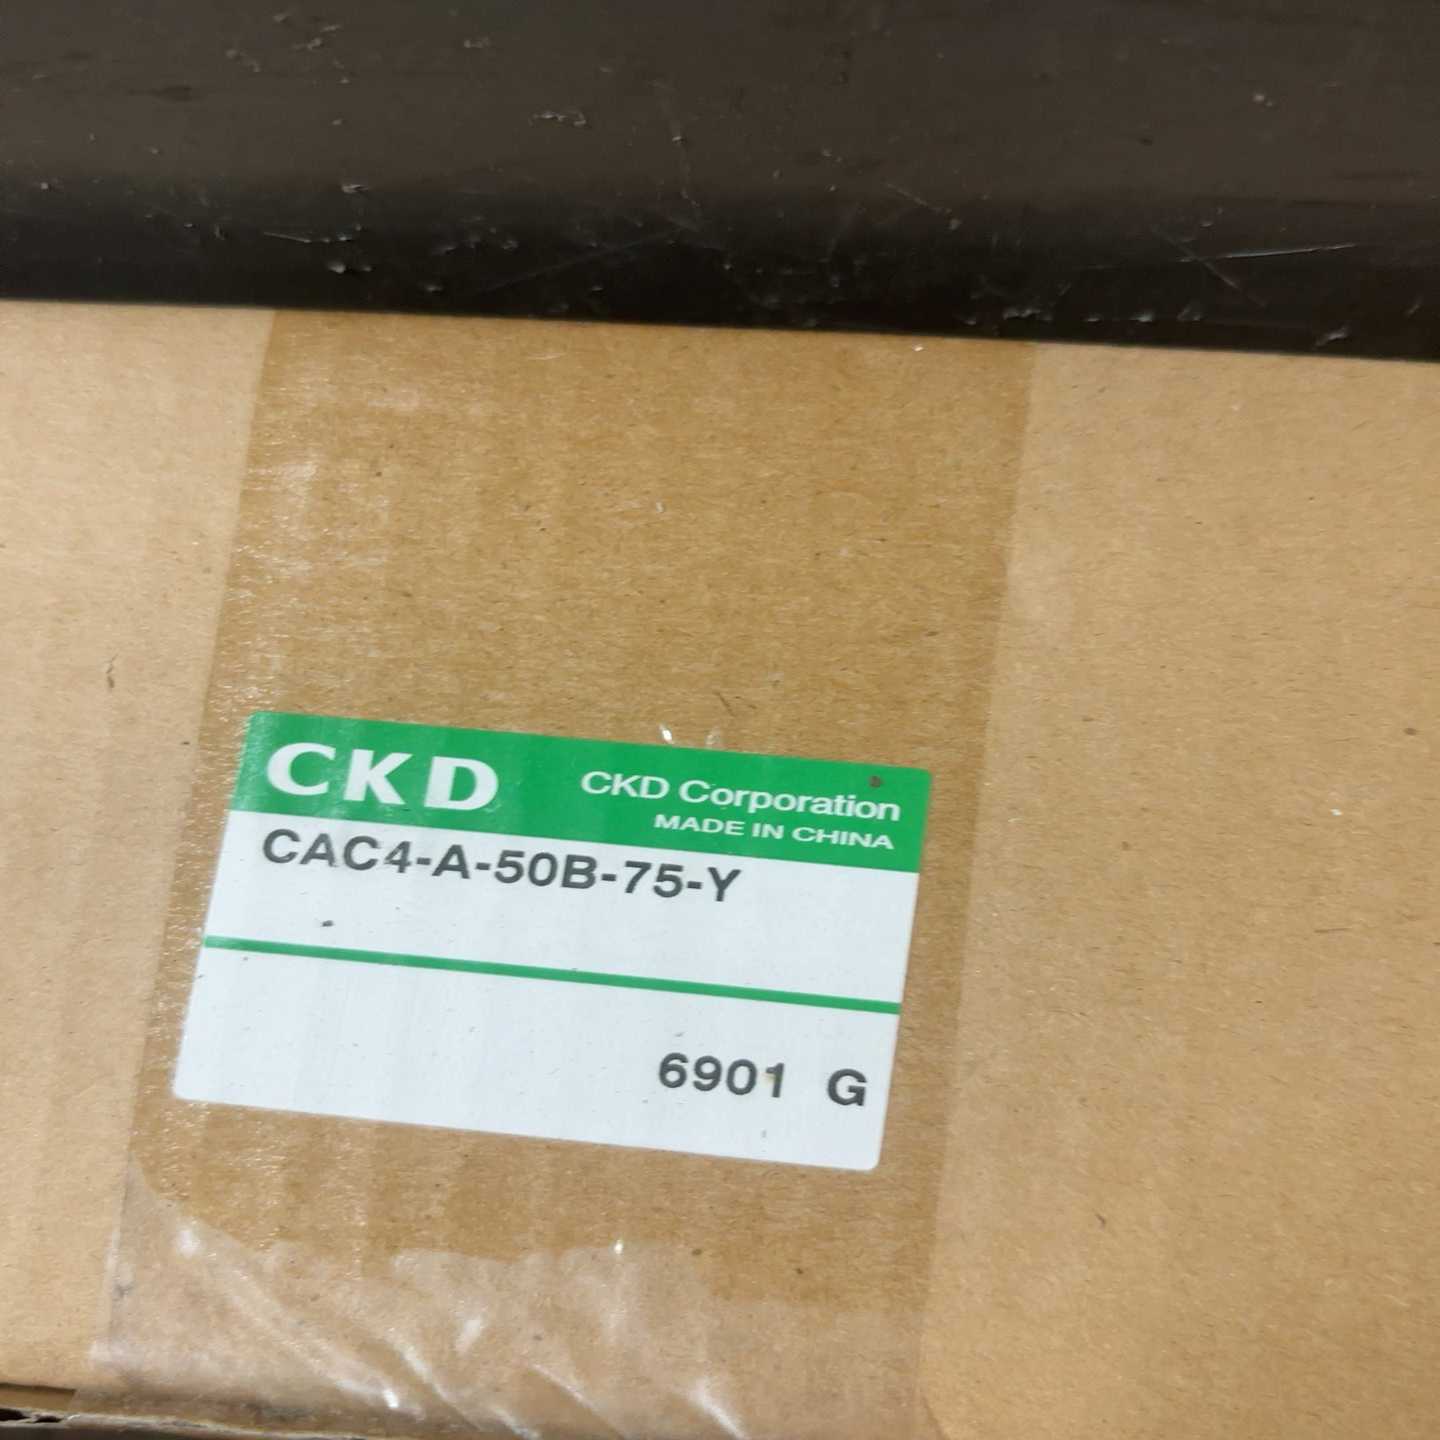 CKD
CKD Corporation
MADE IN CHINA
CAC4-A-50B-75-Y
6901 G